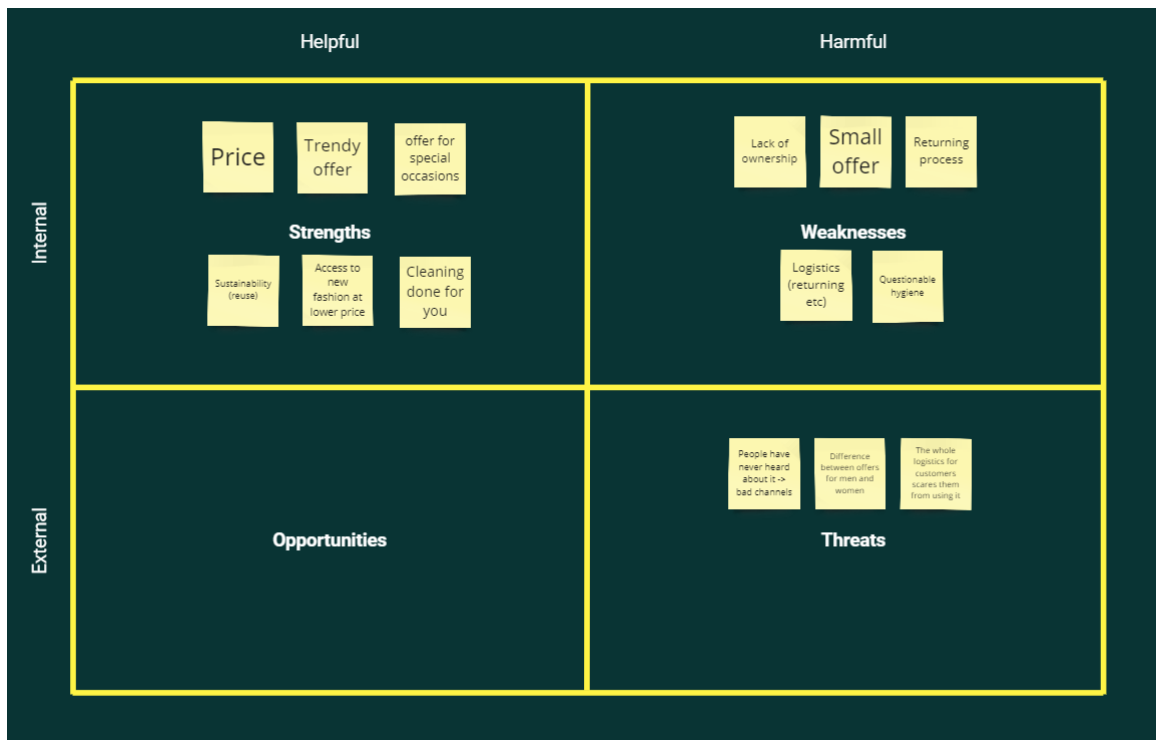 Helpful
Harmful
Internal
Price
Trendy
offer
offer for
special
occasions
Strengths
Sustainability
(reuse)
Access to
new
fashion at
lower price
Cleaning
done for
you
Lack of
ownership
Small
offer
Returning
process
Weaknesses
Logistics
(returning
etc)
Questionable
hygiene
External
Opportunities
People have
never heard
about it ->
bad channels
Difference
between offers
for men and
women
The whole
logistics for
customers
scares them
from using it
Threats